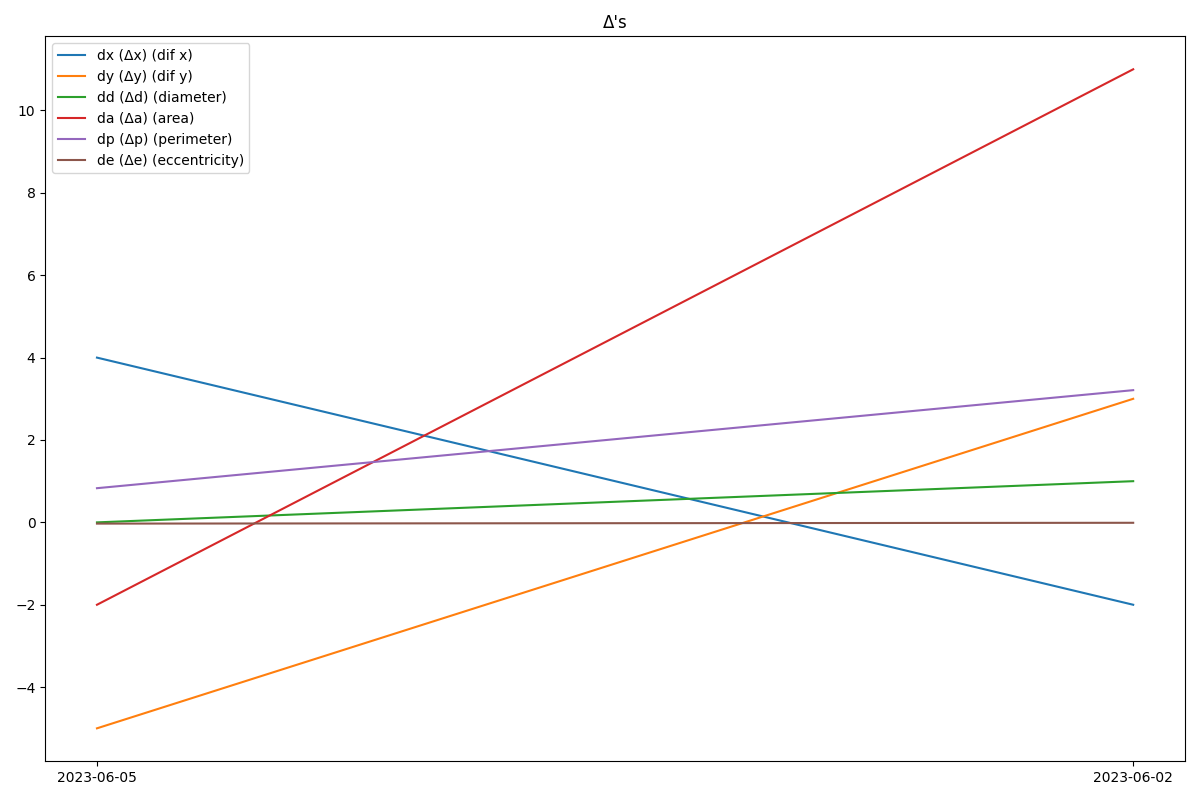 Δ's
dx (Δx) (dif x)
dy (Δy) (dif y)
dd (Δd) (diameter)
da (Δa) (area)
dp (Δp) (perimeter)
de (Δe) (eccentricity)
10
8
6
4
2
0
−2
−4
2023-06-05
2023-06-02